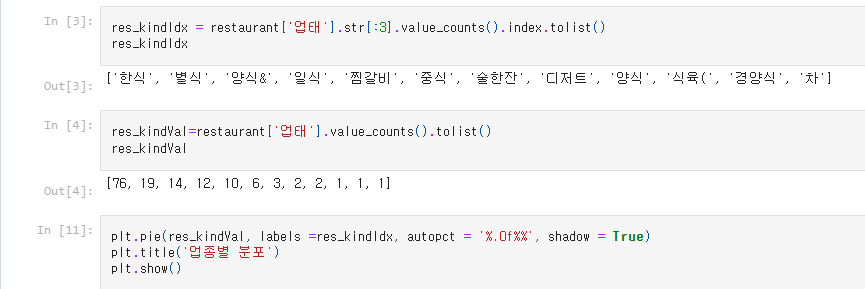 In [3]:
res_kindIdx = restaurant['업태'].str[:3].value_counts().index.tolist()
res_kindIdx
Out[3]:
['한식', '별식', '양식&', '일식', '찜갈비', '중식', '술한잔', '디저트', '양식', '식육(', '경양식', '차']
In [4]:
res_kindVal=restaurant['업태'].value_counts().tolist()
res_kindVal
Out[4]:
[76, 19, 14, 12, 10, 6, 3, 2, 2, 1, 1, 1]
In [11]:
plt.pie(res_kindVal, labels =res_kindIdx, autopct = '%.0f%%', shadow = True)
plt.title('업종별 분포')
plt.show()